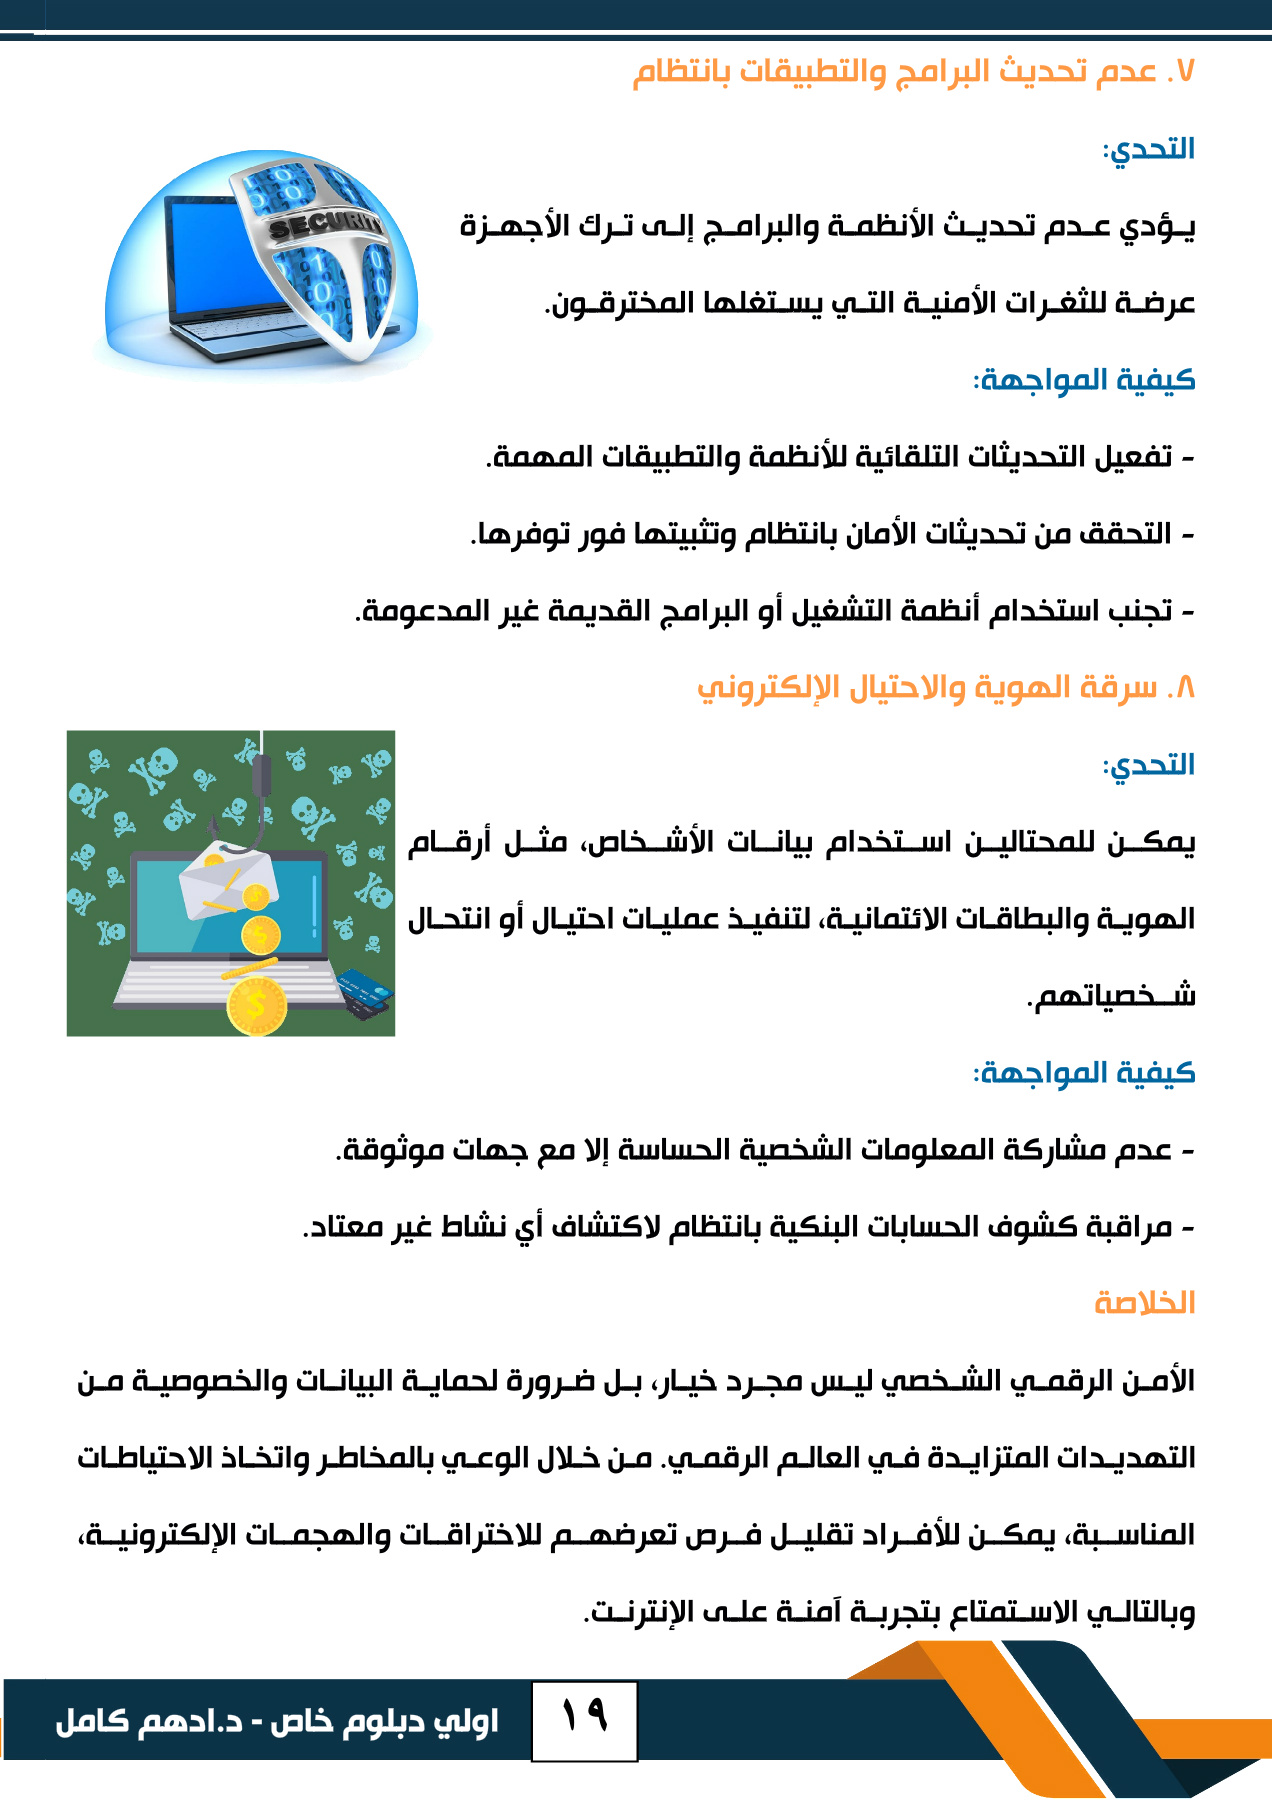 ٧. عدم تحديث البرامج والتطبيقات بانتظام
التحدي:
يؤدي عدم تحديث الأنظمة والبرامج إلى ترك الأجهزة
عرضة للثغرات الأمنية التي يستغلها المخترقون.
SECURITY
كيفية المواجهة:
- تفعيل التحديثات التلقائية للأنظمة والتطبيقات المهمة.
- التحقق من تحديثات الأمان بانتظام وتثبيتها فور توفرها.
- تجنب استخدام أنظمة التشغيل أو البرامج القديمة غير المدعومة.
٨. سرقة الهوية والاحتيال الإلكتروني
التحدي:
يمكن للمحتالين استخدام بيانات الأشخاص، مثل أرقام
الهوية والبطاقات الائتمانية، لتنفيذ عمليات احتيال أو انتحال
شخصياتهم.
كيفية المواجهة:
- عدم مشاركة المعلومات الشخصية الحساسة إلا مع جهات موثوقة.
- مراقبة كشوف الحسابات البنكية بانتظام لاكتشاف أي نشاط غير معتاد.
الخلاصة
الأمن الرقمي الشخصي ليس مجرد خيار، بل ضرورة لحماية البيانات والخصوصية من
التهديدات المتزايدة في العالم الرقمي. من خلال الوعي بالمخاطر واتخاذ الاحتياطات
المناسبة، يمكن للأفراد تقليل فرص تعرضهم للاختراقات والهجمات الإلكترونية،
وبالتالي الاستمتاع بتجربة آمنة على الإنترنت.
١٩
اولي دبلوم خاص - د.ادهم كامل